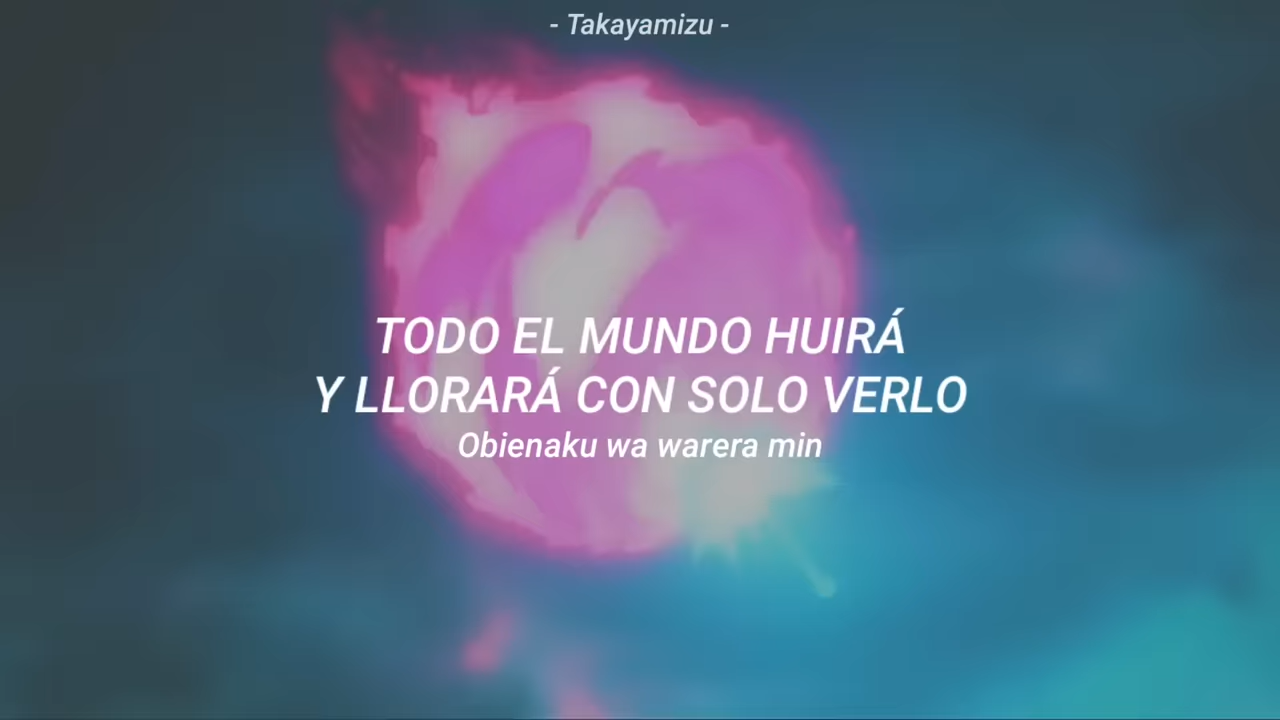 - Takayamizu -
TODO EL MUNDO HUIRÁ
Y LLORARÁ CON SOLO VERLO
Obienaku wa warera min